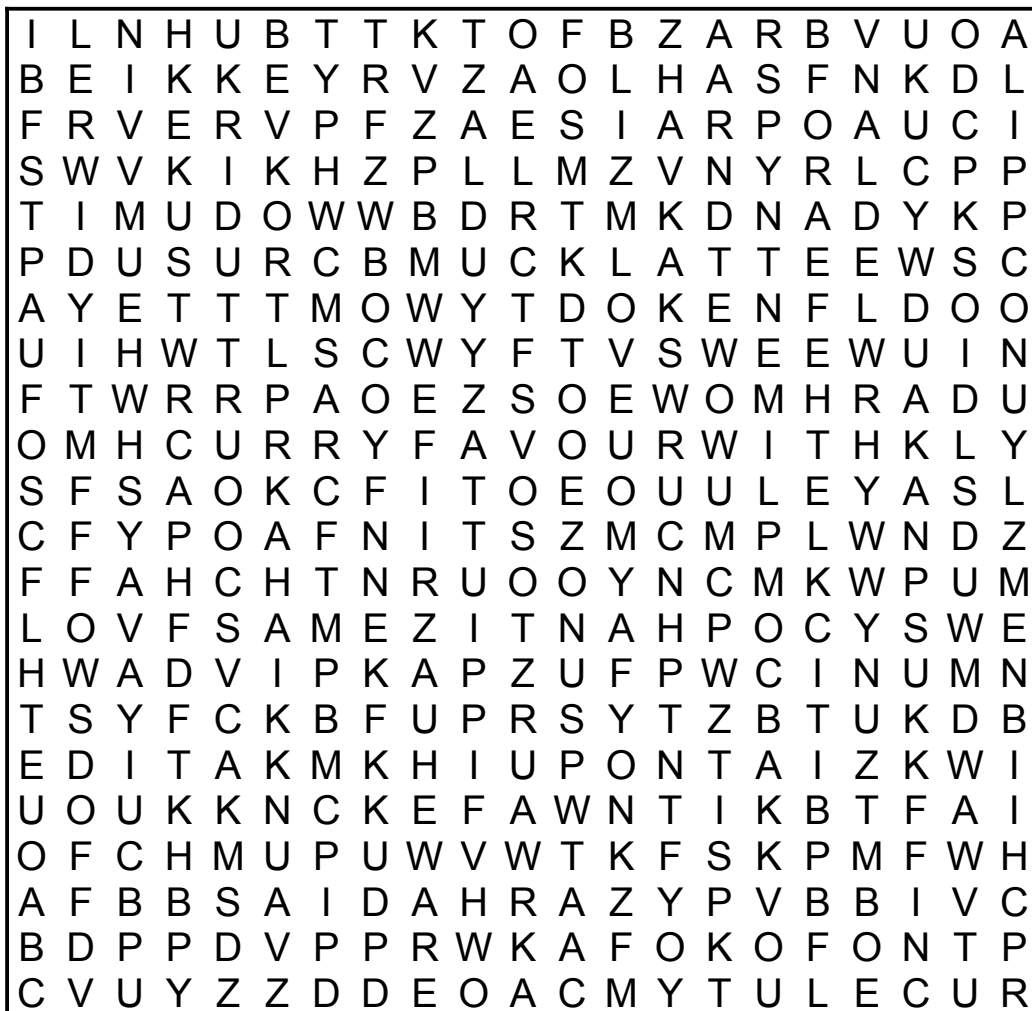 I L N H U B T T K T O F B Z A R B V U O A
B E I K K E Y R V Z A O L H A S F N K D L
F R V E R V P F Z A E S I A R P O A U C I
S W V K I K H Z P L L M Z V N Y R L C P P
T I M U D O W W B D R T M K D N A D Y K P
P D U S U R C B M U C K L A T T E E W S C
A Y E T T T M O W Y T D O K E N F L D O O
U I H W T L S C W Y F T V S W E E W U I N
F T W R R P A O E Z S O E W O M H R A D U
O M H C U R R Y F A V O U R W I T H K L Y
S F S A O K C F I T O E O U U L E Y A S L
C F Y P O A F N I T S Z M C M P L W N D Z
F F A H C H T N R U O O Y N C M K W P U M
L O V F S A M E Z I T N A H P O C Y S W E
H W A D V I P K A P Z U F P W C I N U M N
T S Y F C K B F U P R S Y T Z B T U K D B
E D I T A K M K H I U P O N T A I Z K W I
U O U K K N C K E F A W N T I K B T F A I
O F C H M U P U W V W T K F S K P M F W H
A F B B S A I D A H R A Z Y P V B B I V C
B D P P D V P P R W K A F O K O F O N T P
C V U Y Z Z D D E O A C M Y T U L E C U R